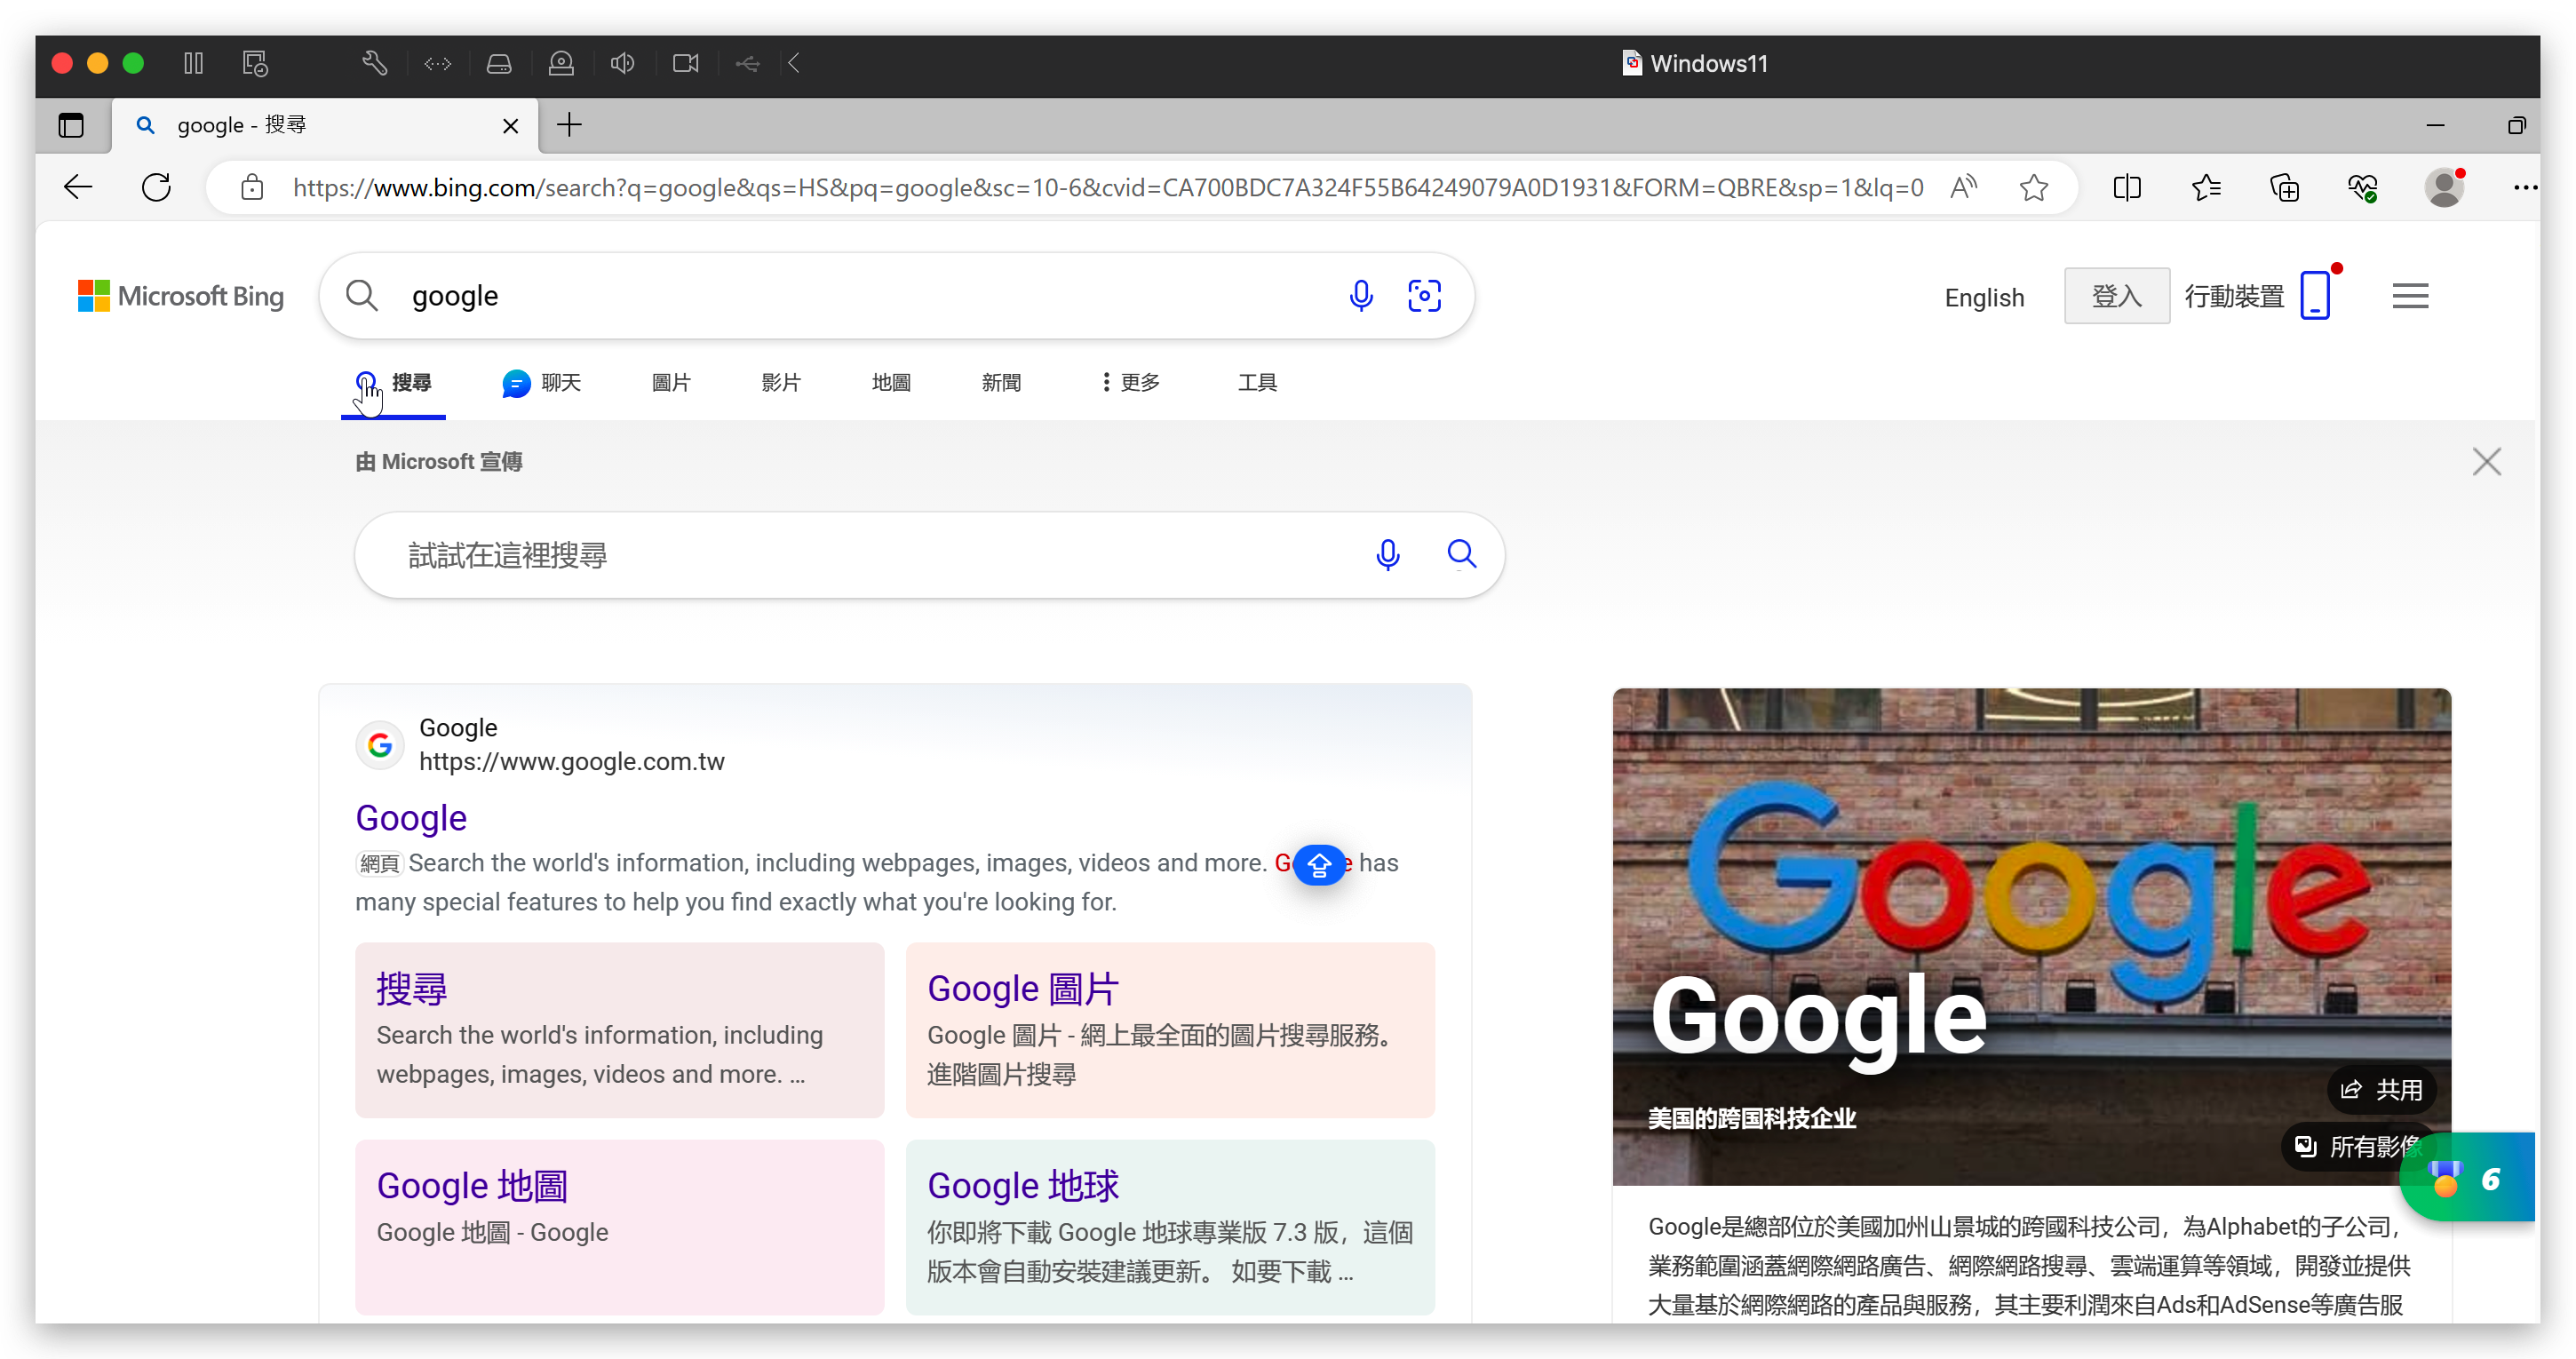 Windows11
google - 搜尋
https://www.bing.com/search?q=google&qs=HS&pq=google&sc=10-6&cvid=CA700BDC7A324F55B64249079A0D1931&FORM=QBRE&sp=1&lq=0
Microsoft Bing
google
English
登入
行動裝置
搜尋
聊天
圖片
影片
地圖
新聞
更多
工具
由 Microsoft 宣傳
試試在這裡搜尋
Google
https://www.google.com.tw
Google
網頁 Search the world's information, including webpages, images, videos and more. has
many special features to help you find exactly what you're looking for.
搜尋
Search the world's information, including
webpages, images, videos and more. ...
Google 圖片
Google 圖片 - 網上最全面的圖片搜尋服務。
進階圖片搜尋
Google 地圖
Google 地圖 - Google
Google 地球
你即將下載 Google 地球專業版 7.3 版，這個
版本會自動安裝建議更新。 如要下載 ...
Google
Google
美国的跨国科技企业
共用
所有影像
6
Google是總部位於美國加州山景城的跨國科技公司，為Alphabet的子公司，
業務範圍涵蓋網際網路廣告、網際網路搜尋、雲端運算等領域，開發並提供
大量基於網際網路的產品與服務，其主要利潤來自Ads和AdSense等廣告服